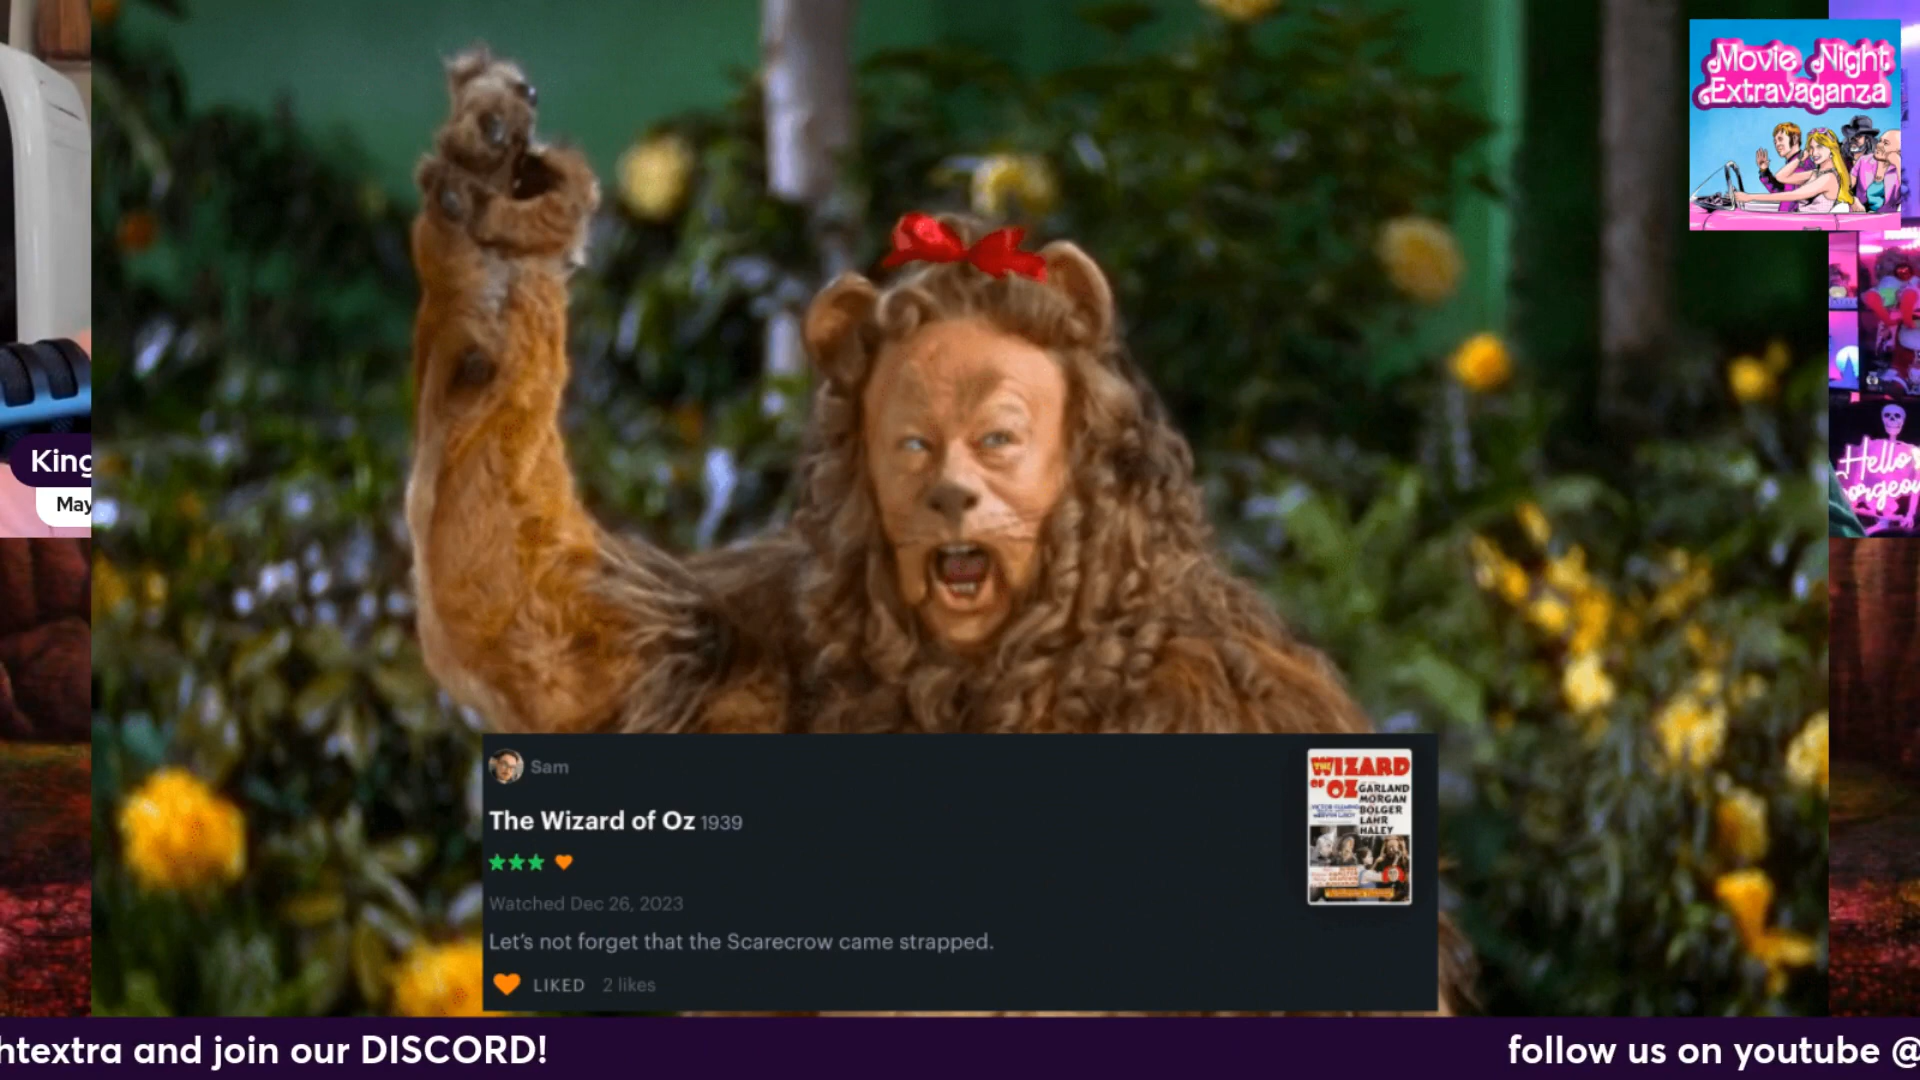 Movie Night
Extravaganza
King
May
Hello
Sam
The Wizard of Oz 1939
Watched Dec 26, 2023
Let's not forget that the Scarecrow came strapped.
LIKED 2 likes
THE WIZARD
OF OZ
GARLAND
MORGAN
BOLGER
LAHR
HALEY
htextra and join our DISCORD!
follow us on youtube @